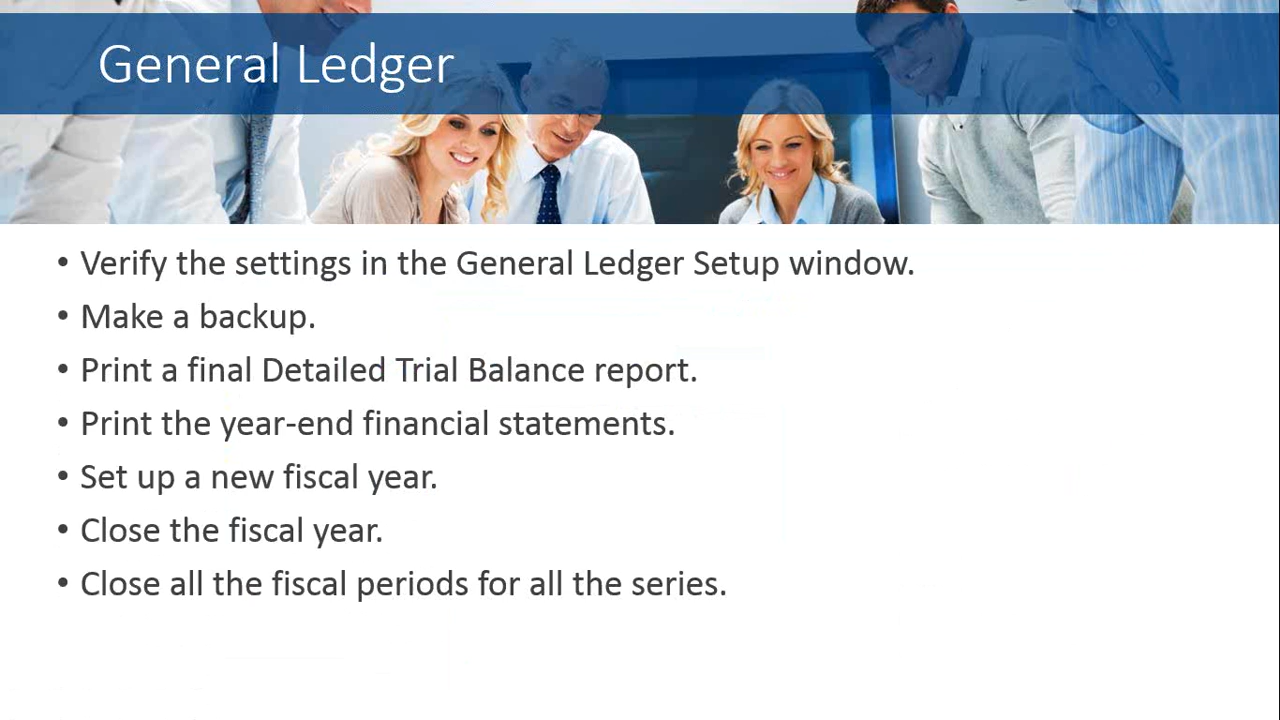 General Ledger
• Verify the settings in the General Ledger Setup window.
• Make a backup.
• Print a final Detailed Trial Balance report.
• Print the year-end financial statements.
• Set up a new fiscal year.
• Close the fiscal year.
• Close all the fiscal periods for all the series.